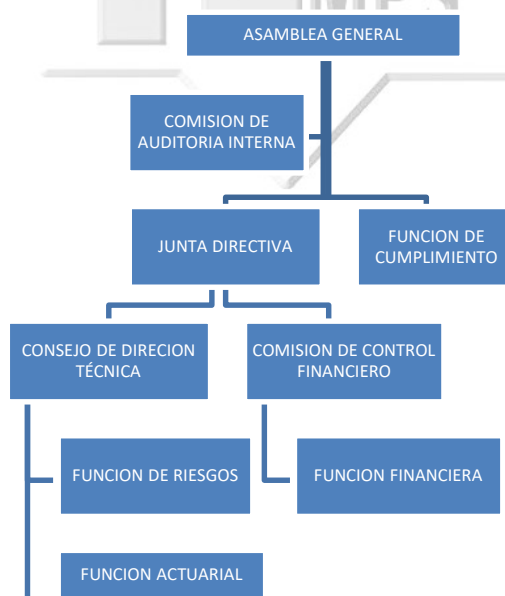 ASAMBLEA GENERAL
COMISION DE
AUDITORIA INTERNA
JUNTA DIRECTIVA
FUNCION DE
CUMPLIMIENTO
CONSEJO DE DIRECION
TÉCNICA
COMISION DE CONTROL
FINANCIERO
FUNCION DE RIESGOS
FUNCION FINANCIERA
FUNCION ACTUARIAL